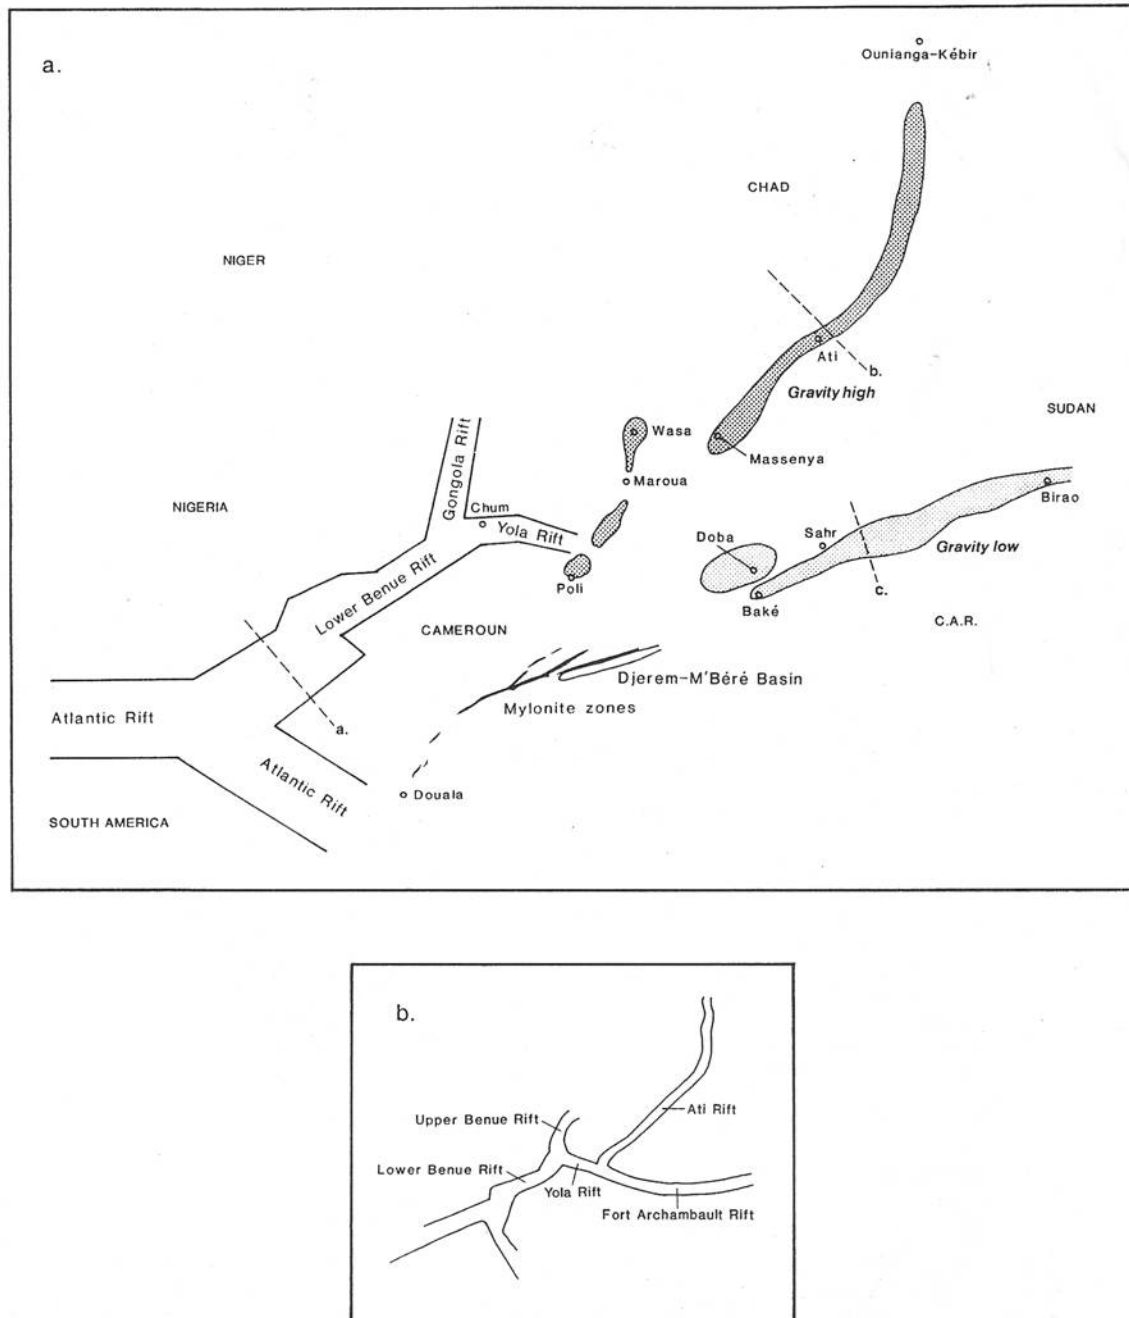 a.
Ounianga-Kébir
CHAD
NIGER
Ati
b.
Gravity high
SUDAN
Wasa
Massenya
Maroua
Gongola Rift
Chum
NIGERIA
Yola Rift
Birao
Doba
Sahr
Gravity low
Poli
Baké
c.
Lower Benue Rift
CAMEROUN
C.A.R.
Djerem-M'Béré Basin
Mylonite zones
Atlantic Rift
a.
Atlantic Rift
Douala
SOUTH AMERICA
b.
Ati Rift
Upper Benue Rift
Lower Benue Rift
Yola Rift
Fort Archambault Rift